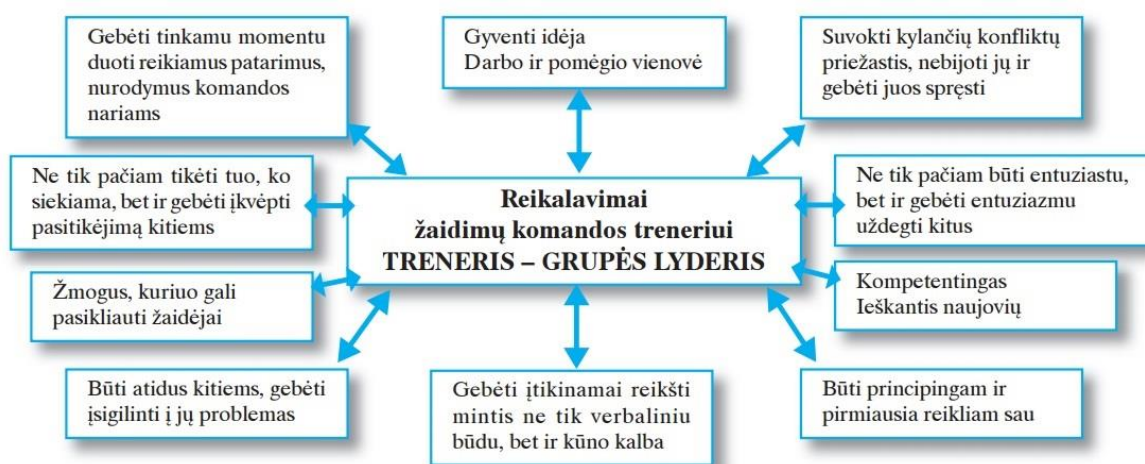 Gebėti tinkamu momentu
duoti reikiamus patarimus,
nurodymus komandos
nariams
Gyventi idėja
Darbo ir pomėgio vienovė
Suvokti kylančių konfliktų
priežastis, nebijoti jų ir
gebėti juos spręsti
Ne tik pačiam tikėti tuo, ko
siekiama, bet ir gebėti įkvėpti
pasitikėjimą kitiems
Reikalavimai
žaidimų komandos treneriui
TRENERIS – GRUPĖS LYDERIS
Ne tik pačiam būti entuziastu,
bet ir gebėti entuziazmu
uždegti kitus
Žmogus, kuriuo gali
pasikliauti žaidėjai
Kompetentingas
Ieškantis naujovių
Būti atidus kitiems, gebėti
įsigilinti į jų problemas
Gebėti įtikinamai reikšti
mintis ne tik verbaliniu
būdu, bet ir kūno kalba
Būti principingam ir
pirmiausia reikliam sau